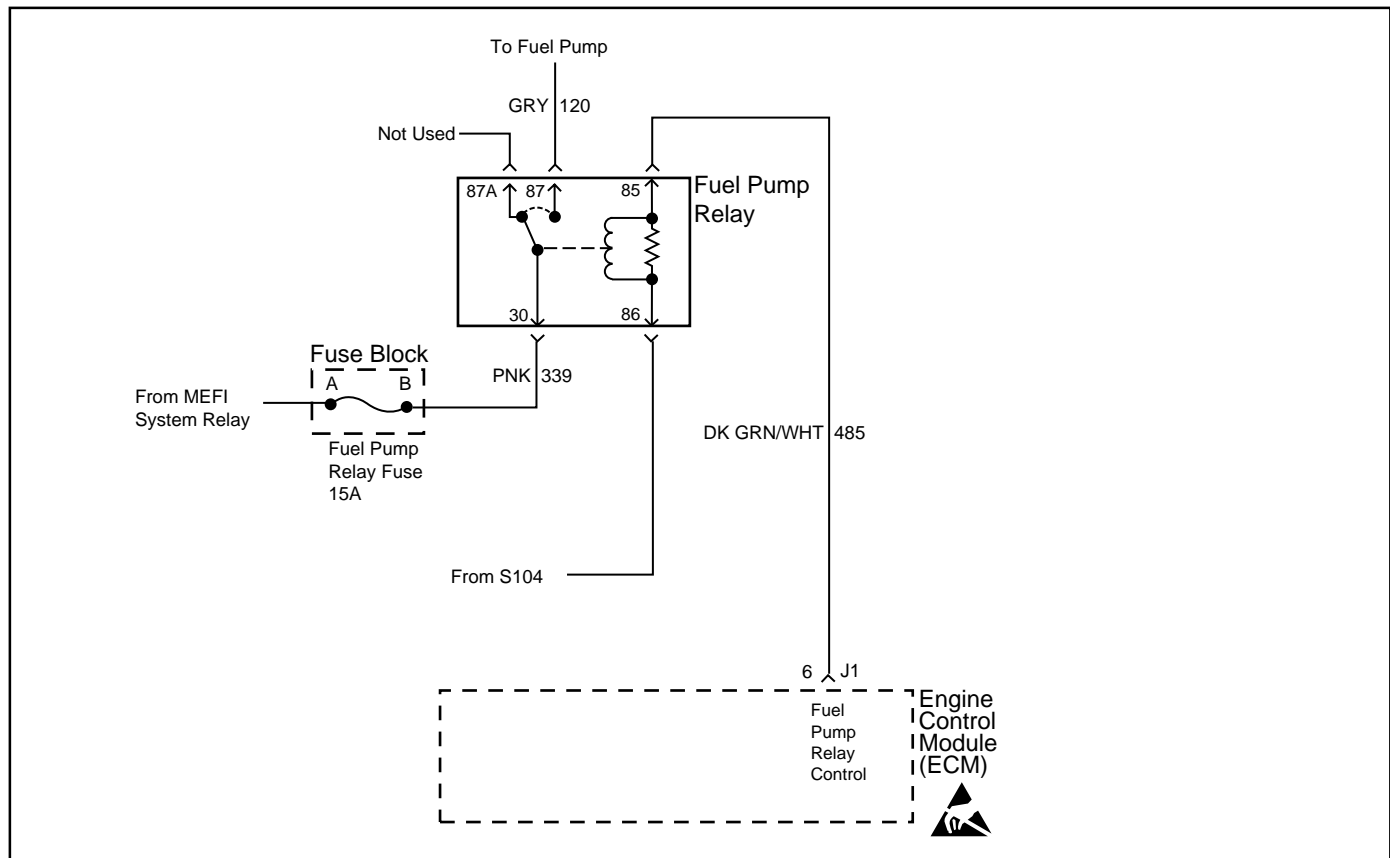 To Fuel Pump
GRY 120
Not Used
87A 87 85
Fuel Pump
Relay
30 86
Fuse Block
A B
PNK 339
From MEFI
System Relay
Fuel Pump
Relay Fuse
15A
DK GRN/WHT 485
From S104
6 J1
Fuel
Pump
Relay
Control
Engine
Control
Module
(ECM)